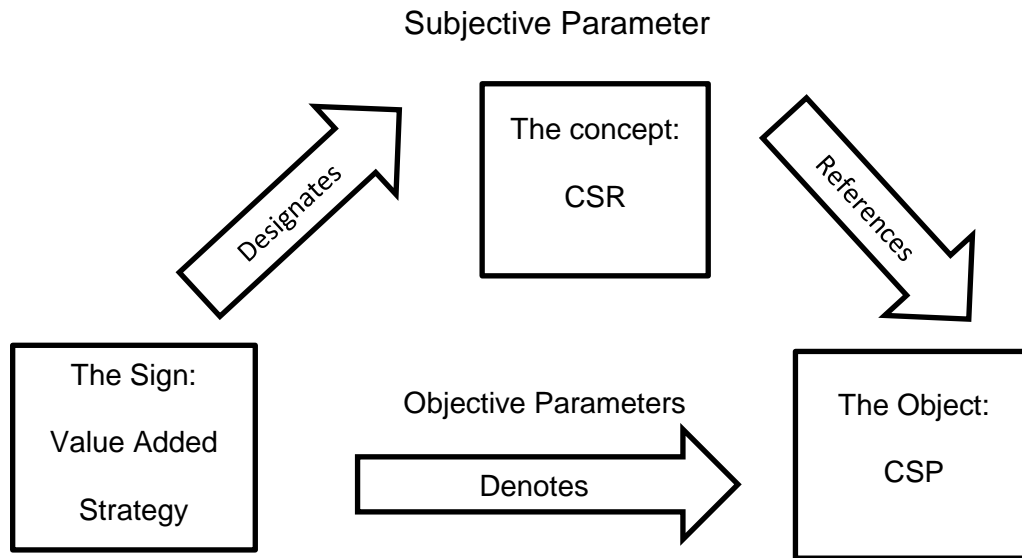 Subjective Parameter
The concept:
CSR
Designates
References
The Sign:
Value Added
Strategy
Objective Parameters
Denotes
The Object:
CSP